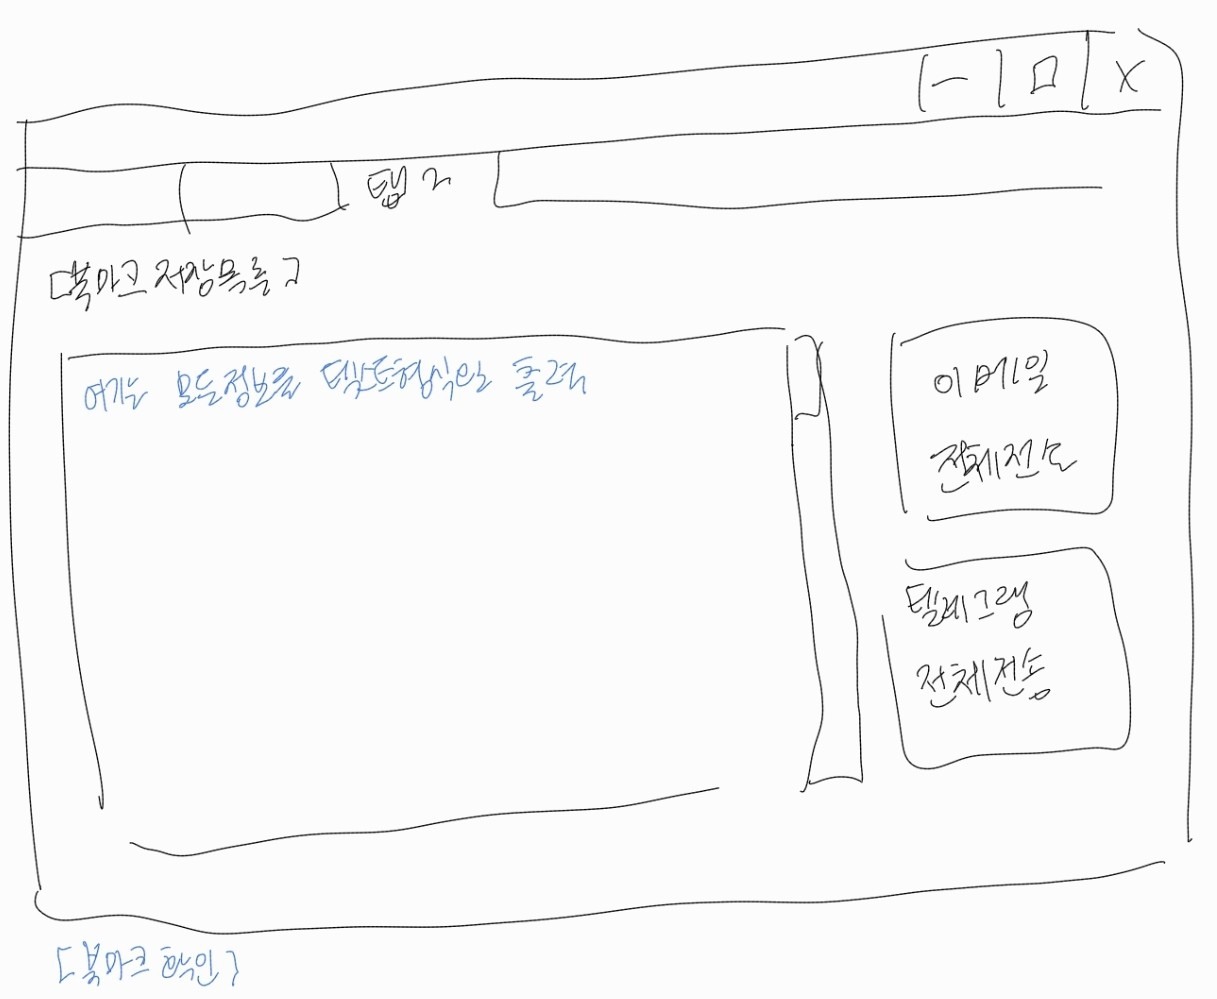 탭 2
[북마크 저장목록]
여기는 모든정보를 텍스트형식으로 출력
이메일
전체전송
텔레그램
전체전송
[북마크 확인]